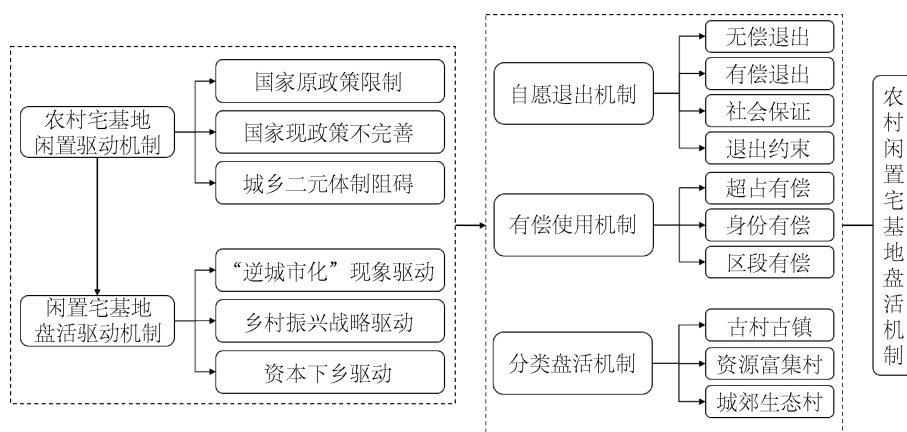 农村宅基地
闲置驱动机制
国家原政策限制
国家现政策不完善
城乡二元体制阻碍
闲置宅基地
盘活驱动机制
“逆城市化”现象驱动
乡村振兴战略驱动
资本下乡驱动
自愿退出机制
无偿退出
有偿退出
社会保证
退出约束
有偿使用机制
超占有偿
身份有偿
区段有偿
分类盘活机制
古村古镇
资源富集村
城郊生态村
农村闲置宅基地盘活机制